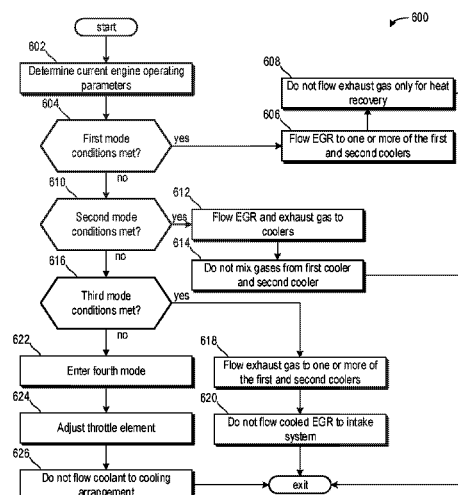 600
start
602
Determine current engine operating
parameters
604
First mode
conditions met?
yes
no
608
Do not flow exhaust gas only for heat
recovery
606
Flow EGR to one or more of the first
and second coolers
610
Second mode
conditions met?
yes
no
612
Flow EGR and exhaust gas to
coolers
614
Do not mix gases from first cooler
and second cooler
616
Third mode
conditions met?
yes
no
618
Flow exhaust gas to one or more of
the first and second coolers
620
Do not flow cooled EGR to intake
system
622
Enter fourth mode
624
Adjust throttle element
626
Do not flow coolant to cooling
arrangement
exit